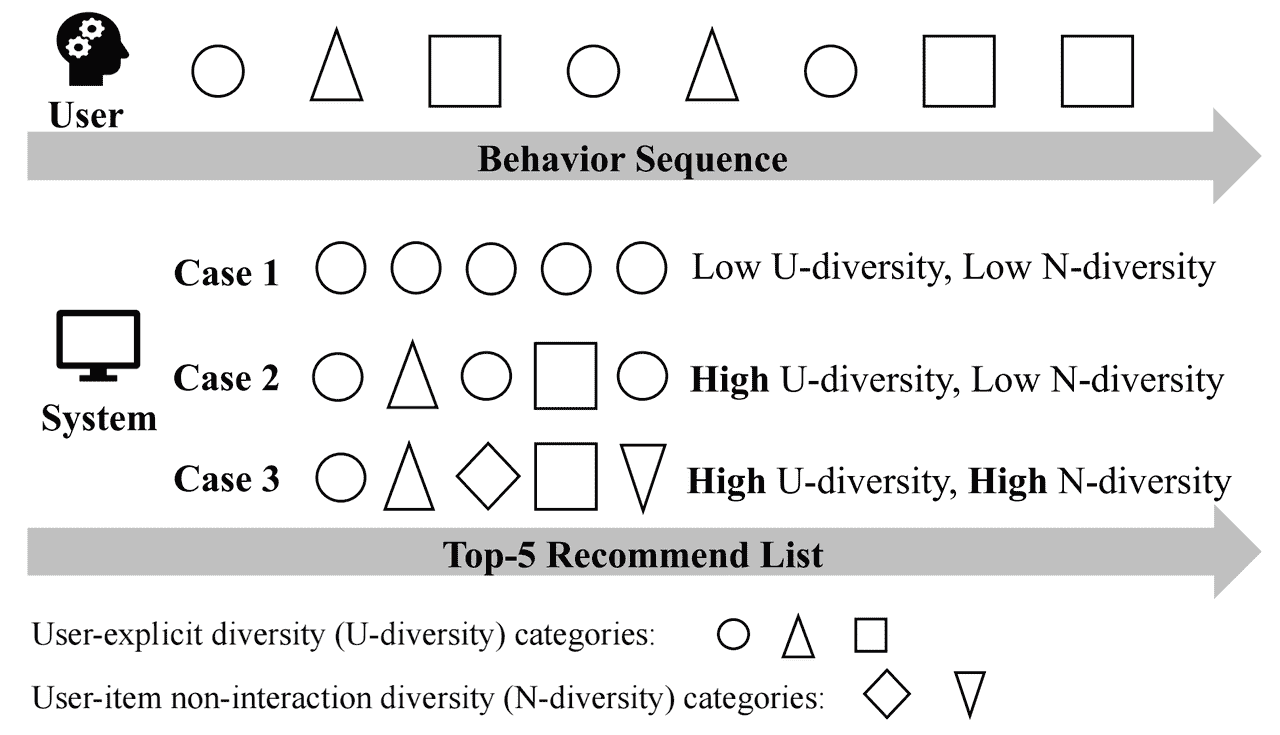 User
Behavior Sequence
Case 1 Low U-diversity, Low N-diversity
Case 2 High U-diversity, Low N-diversity
System
Case 3 High U-diversity, High N-diversity
Top-5 Recommend List
User-explicit diversity (U-diversity) categories:
User-item non-interaction diversity (N-diversity) categories: